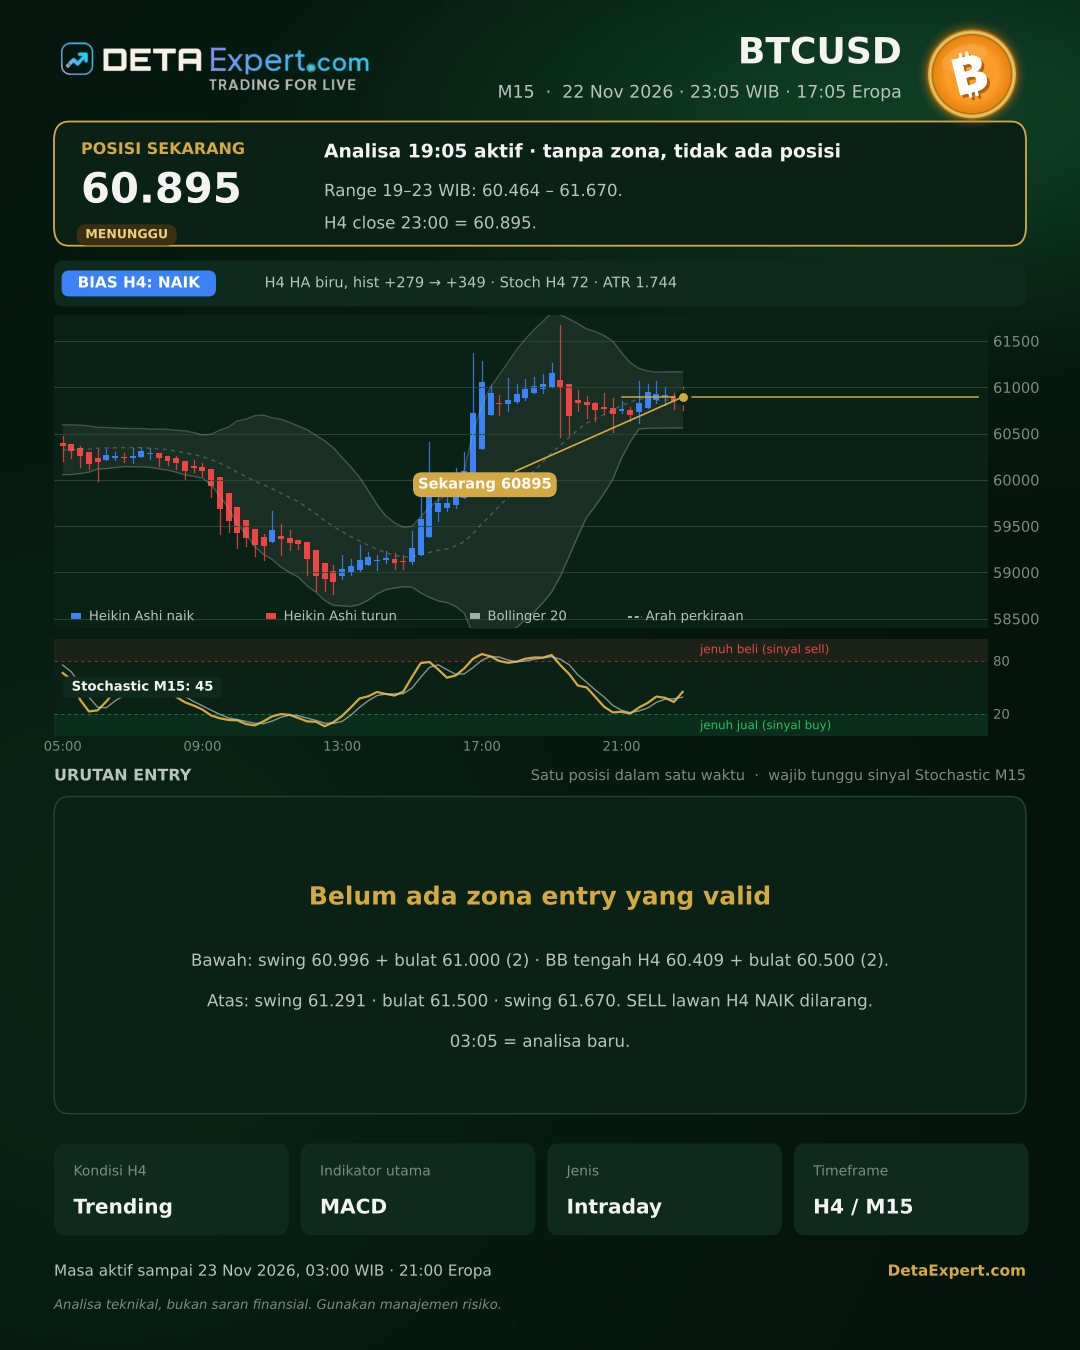 DETA Expert.com
TRADING FOR LIVE
BTCUSD
M15 · 22 Nov 2026 · 23:05 WIB · 17:05 Eropa
POSISI SEKARANG
60.895
MENUNGGU
Analisa 19:05 aktif · tanpa zona, tidak ada posisi
Range 19–23 WIB: 60.464 – 61.670.
H4 close 23:00 = 60.895.
BIAS H4: NAIK
H4 HA biru, hist +279 → +349 · Stoch H4 72 · ATR 1.744
61500
61000
60500
60000
59500
59000
58500
Sekarang 60895
Heikin Ashi naik
Heikin Ashi turun
Bollinger 20
Arah perkiraan
jenuh beli (sinyal sell)
80
Stochastic M15: 45
20
jenuh jual (sinyal buy)
05:00 09:00 13:00 17:00 21:00
URUTAN ENTRY
Satu posisi dalam satu waktu · wajib tunggu sinyal Stochastic M15
Belum ada zona entry yang valid
Bawah: swing 60.996 + bulat 61.000 (2) · BB tengah H4 60.409 + bulat 60.500 (2).
Atas: swing 61.291 · bulat 61.500 · swing 61.670. SELL lawan H4 NAIK dilarang.
03:05 = analisa baru.
Kondisi H4
Trending
Indikator utama
MACD
Jenis
Intraday
Timeframe
H4 / M15
Masa aktif sampai 23 Nov 2026, 03:00 WIB · 21:00 Eropa
DetaExpert.com
Analisa teknikal, bukan saran finansial. Gunakan manajemen risiko.